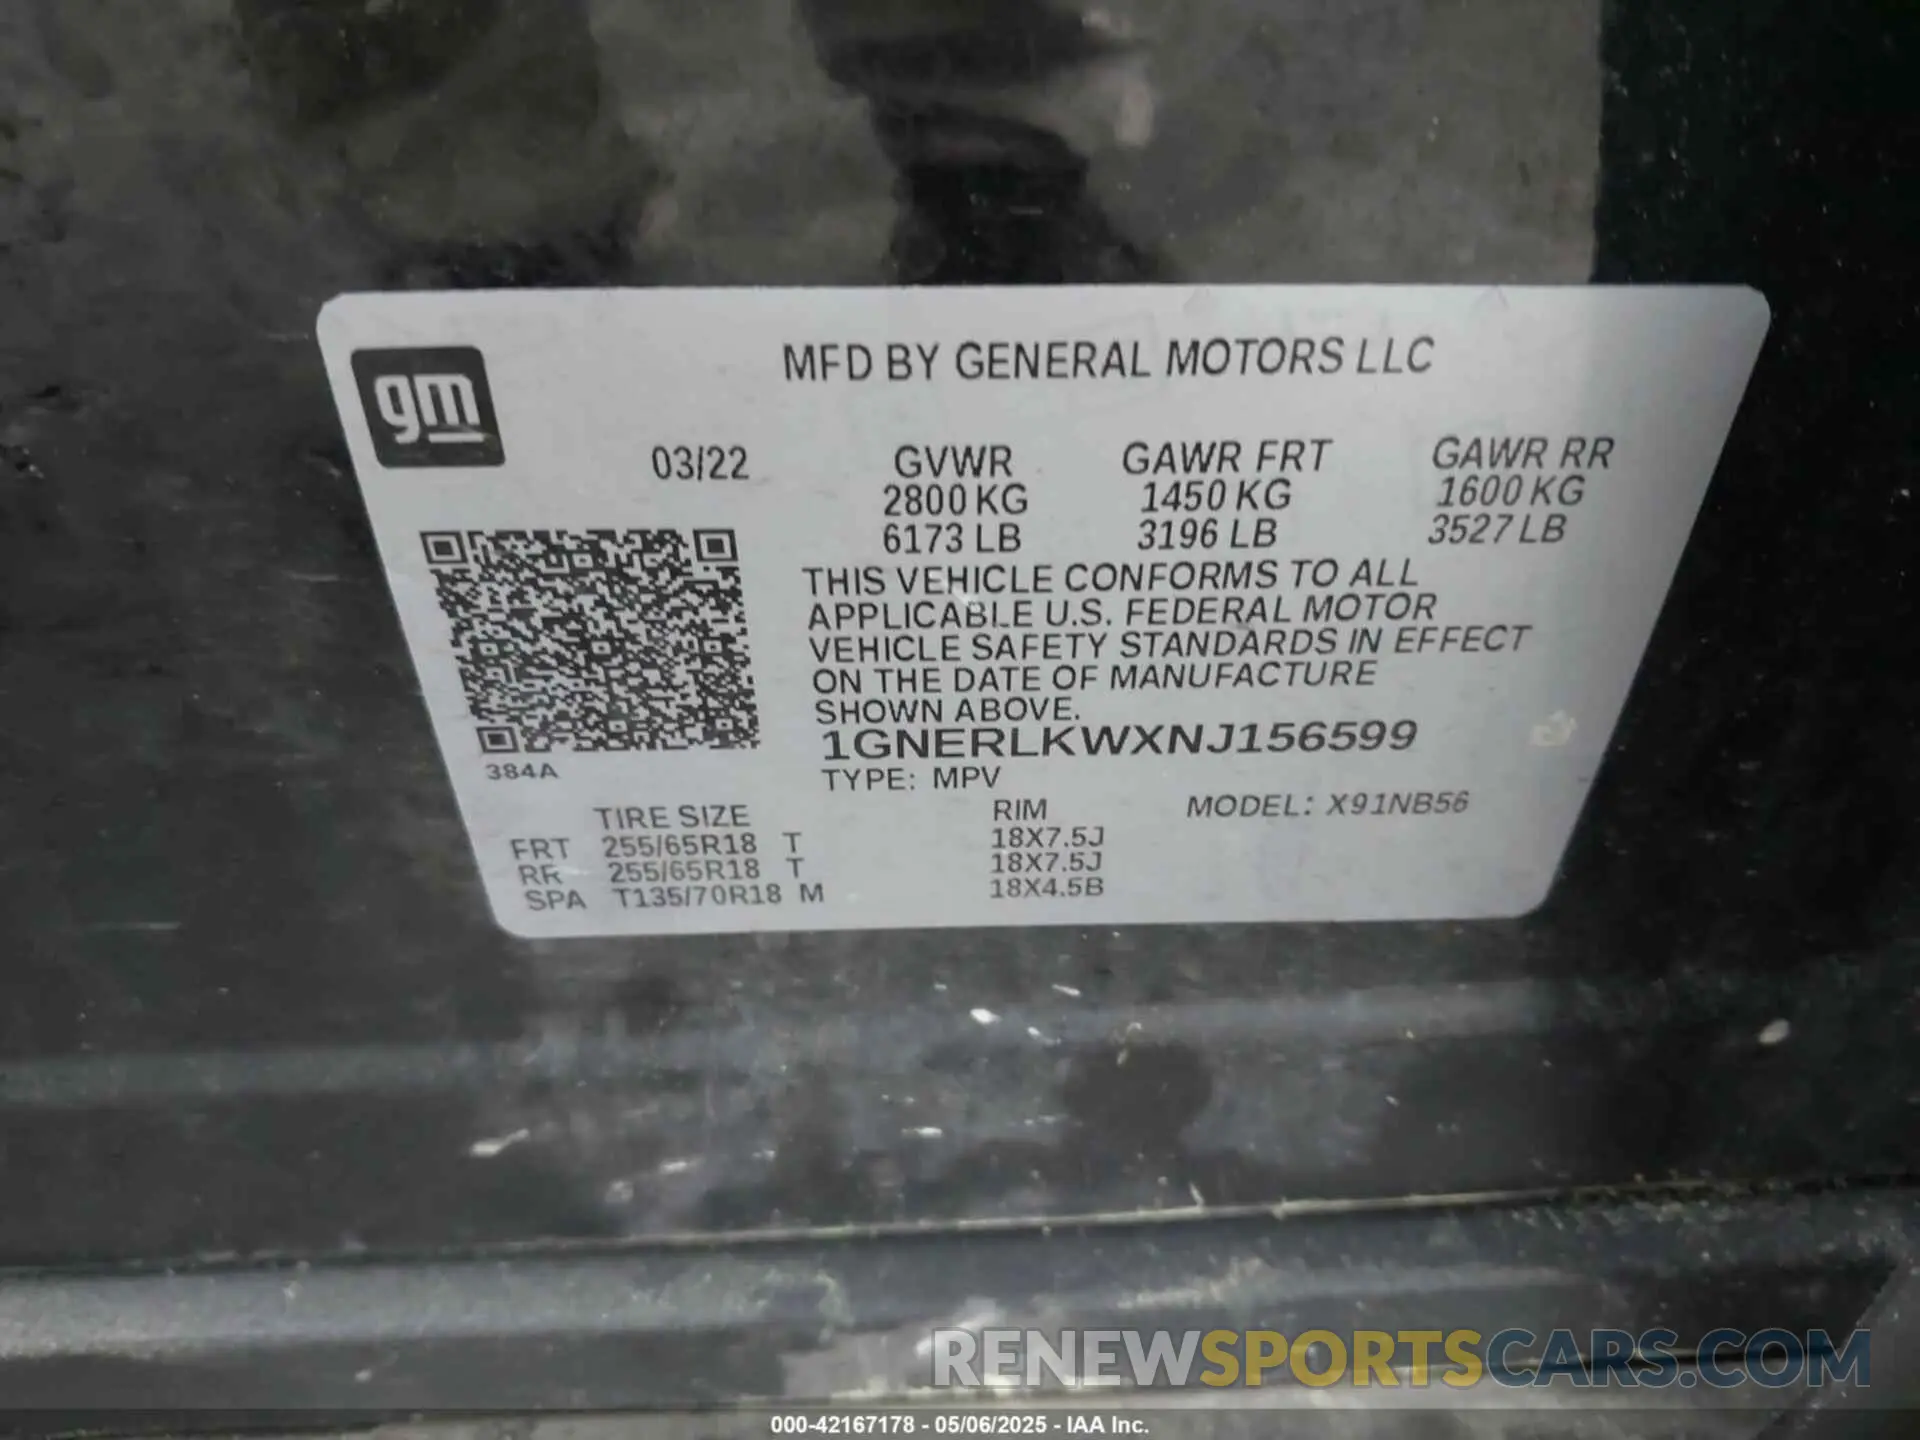 gm
MFD BY GENERAL MOTORS LLC
03/22 GVWR GAWR FRT GAWR RR
2800 KG 1450 KG 1600 KG
6173 LB 3196 LB 3527 LB
THIS VEHICLE CONFORMS TO ALL
APPLICABLE U.S. FEDERAL MOTOR
VEHICLE SAFETY STANDARDS IN EFFECT
ON THE DATE OF MANUFACTURE
SHOWN ABOVE.
1GNERLKWXNJ156599
384A
TYPE: MPV
TIRE SIZE RIM MODEL: X91NB56
FRT 255/65R18 T 18X7.5J
RR 255/65R18 T 18X7.5J
SPA T135/70R18 M 18X4.5B
RENEWSPORTSCARS.COM
000-42167178 - 05/06/2025 - IAA Inc.